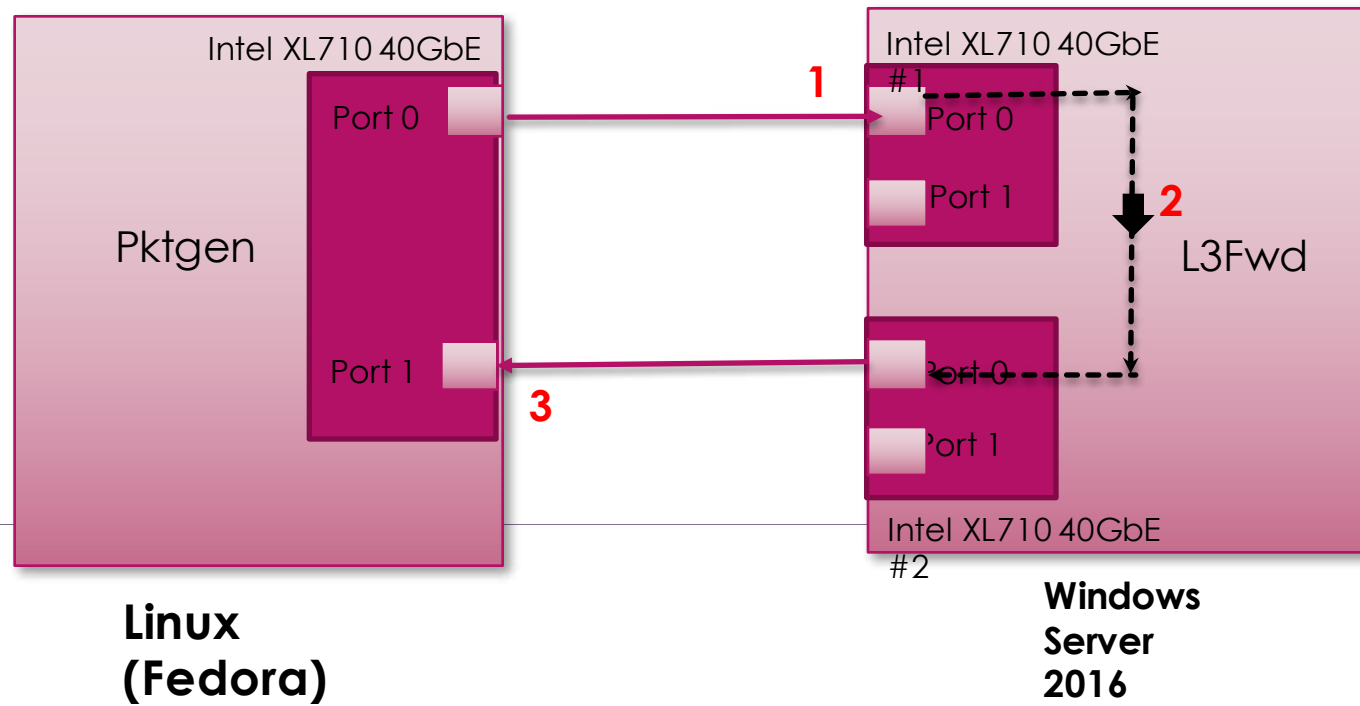 Intel XL710 40GbE
Port 0
Pktgen
Port 1
Linux
(Fedora)
1
3
Intel XL710 40GbE
#1
Port 0
Port 1
2
L3Fwd
Port 0
Port 1
Intel XL710 40GbE
#2
Windows
Server
2016